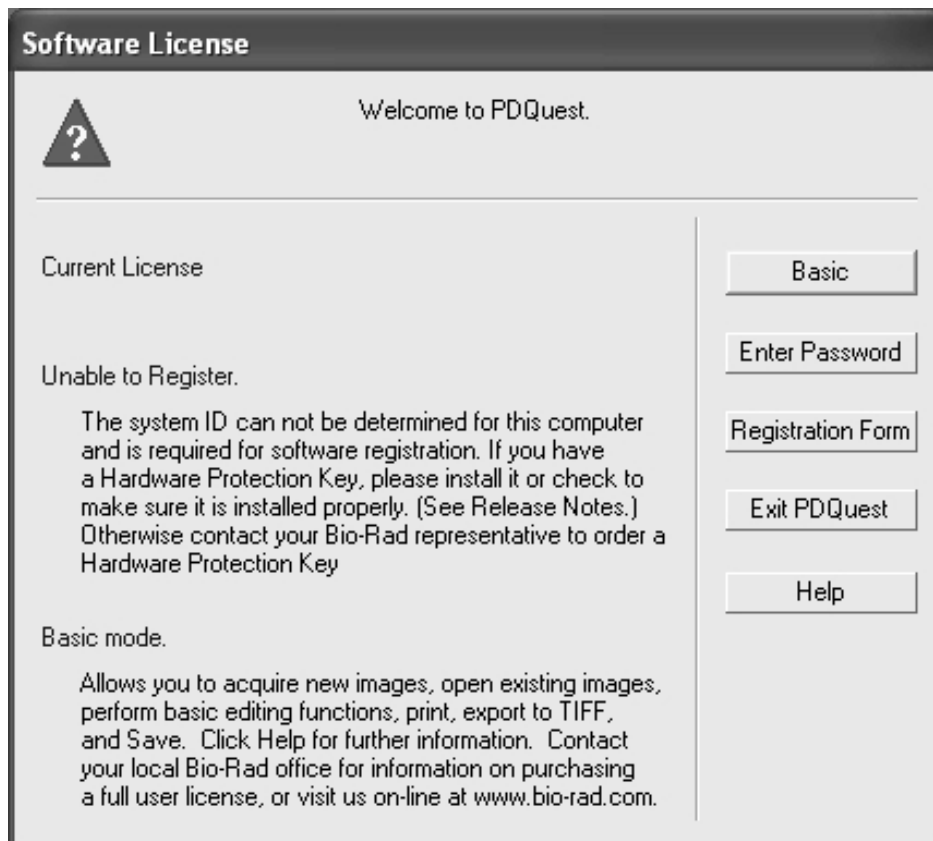 Software License
?
Welcome to PDQuest.
Current License
Unable to Register.
The system ID can not be determined for this computer
and is required for software registration. If you have
a Hardware Protection Key, please install it or check to
make sure it is installed properly. (See Release Notes.)
Otherwise contact your Bio-Rad representative to order a
Hardware Protection Key
Basic mode.
Allows you to acquire new images, open existing images,
perform basic editing functions, print, export to TIFF,
and Save.  Click Help for further information.  Contact
your local Bio-Rad office for information on purchasing
a full user license, or visit us on-line at www.bio-rad.com.
Basic
Enter Password
Registration Form
Exit PDQuest
Help